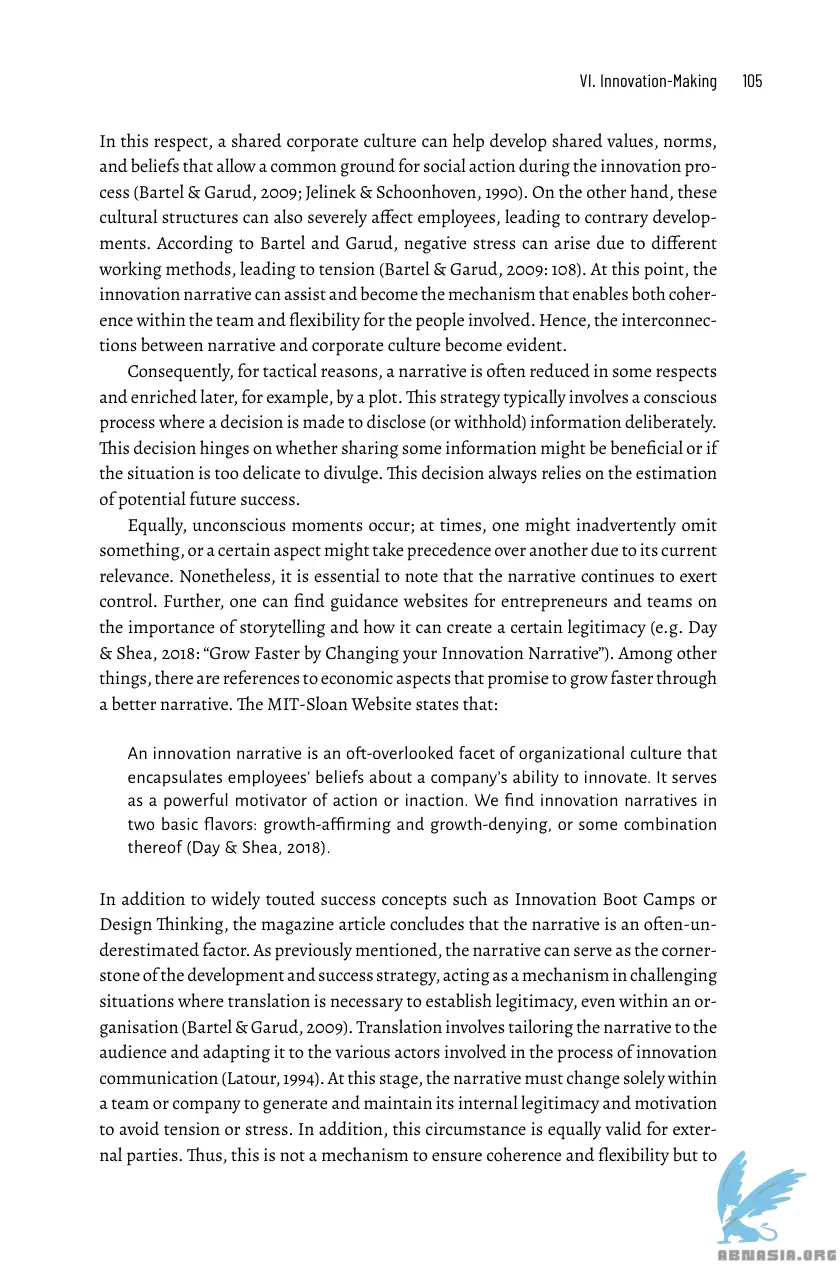 VI. Innovation-Making 105
In this respect, a shared corporate culture can help develop shared values, norms,
and beliefs that allow a common ground for social action during the innovation pro-
cess (Bartel & Garud, 2009; Jelinek & Schoonhoven, 1990). On the other hand, these
cultural structures can also severely affect employees, leading to contrary develop-
ments. According to Bartel and Garud, negative stress can arise due to different
working methods, leading to tension (Bartel & Garud, 2009: 108). At this point, the
innovation narrative can assist and become the mechanism that enables both coher-
ence within the team and flexibility for the people involved. Hence, the interconnec-
tions between narrative and corporate culture become evident.
Consequently, for tactical reasons, a narrative is often reduced in some respects
and enriched later, for example, by a plot. This strategy typically involves a conscious
process where a decision is made to disclose (or withhold) information deliberately.
This decision hinges on whether sharing some information might be beneficial or if
the situation is too delicate to divulge. This decision always relies on the estimation
of potential future success.
Equally, unconscious moments occur; at times, one might inadvertently omit
something, or a certain aspect might take precedence over another due to its current
relevance. Nonetheless, it is essential to note that the narrative continues to exert
control. Further, one can find guidance websites for entrepreneurs and teams on
the importance of storytelling and how it can create a certain legitimacy (e.g. Day
& Shea, 2018: “Grow Faster by Changing your Innovation Narrative”). Among other
things, there are references to economic aspects that promise to grow faster through
a better narrative. The MIT-Sloan Website states that:
An innovation narrative is an oft-overlooked facet of organizational culture that
encapsulates employees’ beliefs about a company’s ability to innovate. It serves
as a powerful motivator of action or inaction. We find innovation narratives in
two basic flavors: growth-affirming and growth-denying, or some combination
thereof (Day & Shea, 2018).
In addition to widely touted success concepts such as Innovation Boot Camps or
Design Thinking, the magazine article concludes that the narrative is an often-un-
derestimated factor. As previously mentioned, the narrative can serve as the corner-
stone of the development and success strategy, acting as a mechanism in challenging
situations where translation is necessary to establish legitimacy, even within an or-
ganisation (Bartel & Garud, 2009). Translation involves tailoring the narrative to the
audience and adapting it to the various actors involved in the process of innovation
communication (Latour, 1994). At this stage, the narrative must change solely within
a team or company to generate and maintain its internal legitimacy and motivation
to avoid tension or stress. In addition, this circumstance is equally valid for exter-
nal parties. Thus, this is not a mechanism to ensure coherence and flexibility but to
ABNASIA.ORG